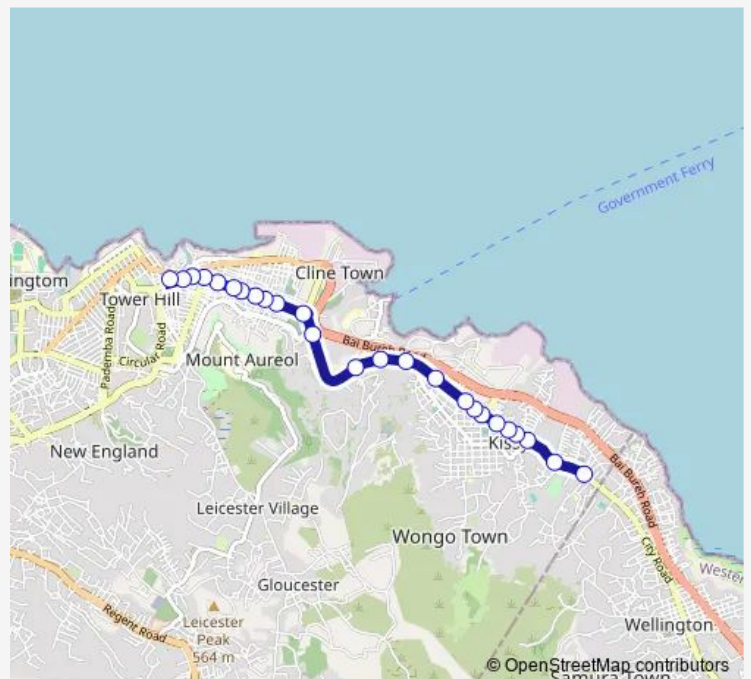 Government Ferry
ington
Cline Town
Tower Hill
Bai Bureh Road
Pademba Road
Circular Road
Mount Aureol
Kiss
New England
Bai Bureh Road
Leicester Village
Wongo Town
City Road
Wester
Gloucester
Leicester
Peak
564 m
Regent Road
Wellington
© OpenStreetMap contributors
Samura Town